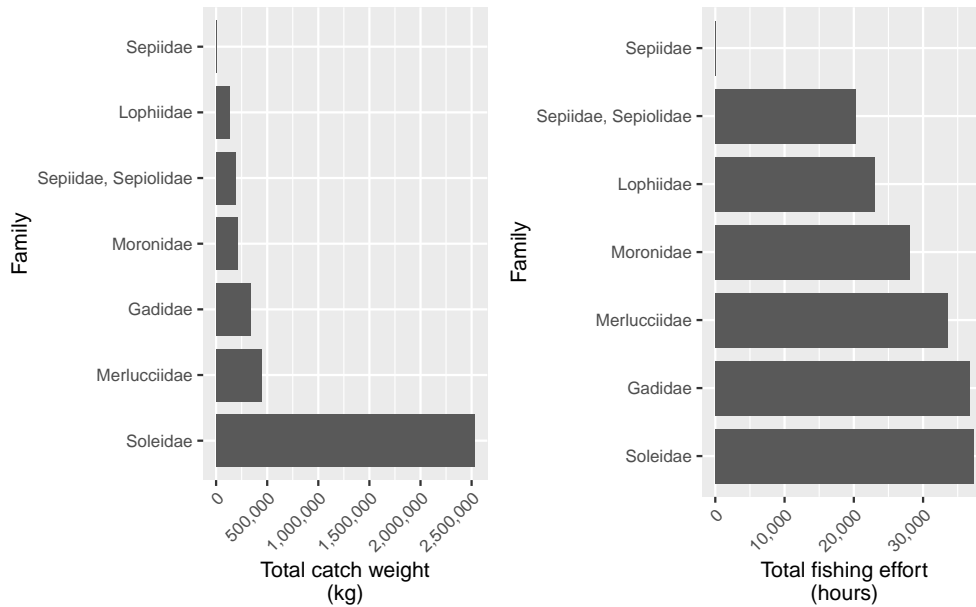 Family
Sepiidae
Lophiidae
Sepiidae, Sepiolidae
Moronidae
Gadidae
Merlucciidae
Soleidae
0
500,000
1,000,000
1,500,000
2,000,000
2,500,000
Total catch weight
(kg)
Family
Sepiidae
Sepiidae, Sepiolidae
Lophiidae
Moronidae
Merlucciidae
Gadidae
Soleidae
0
10,000
20,000
30,000
Total fishing effort
(hours)